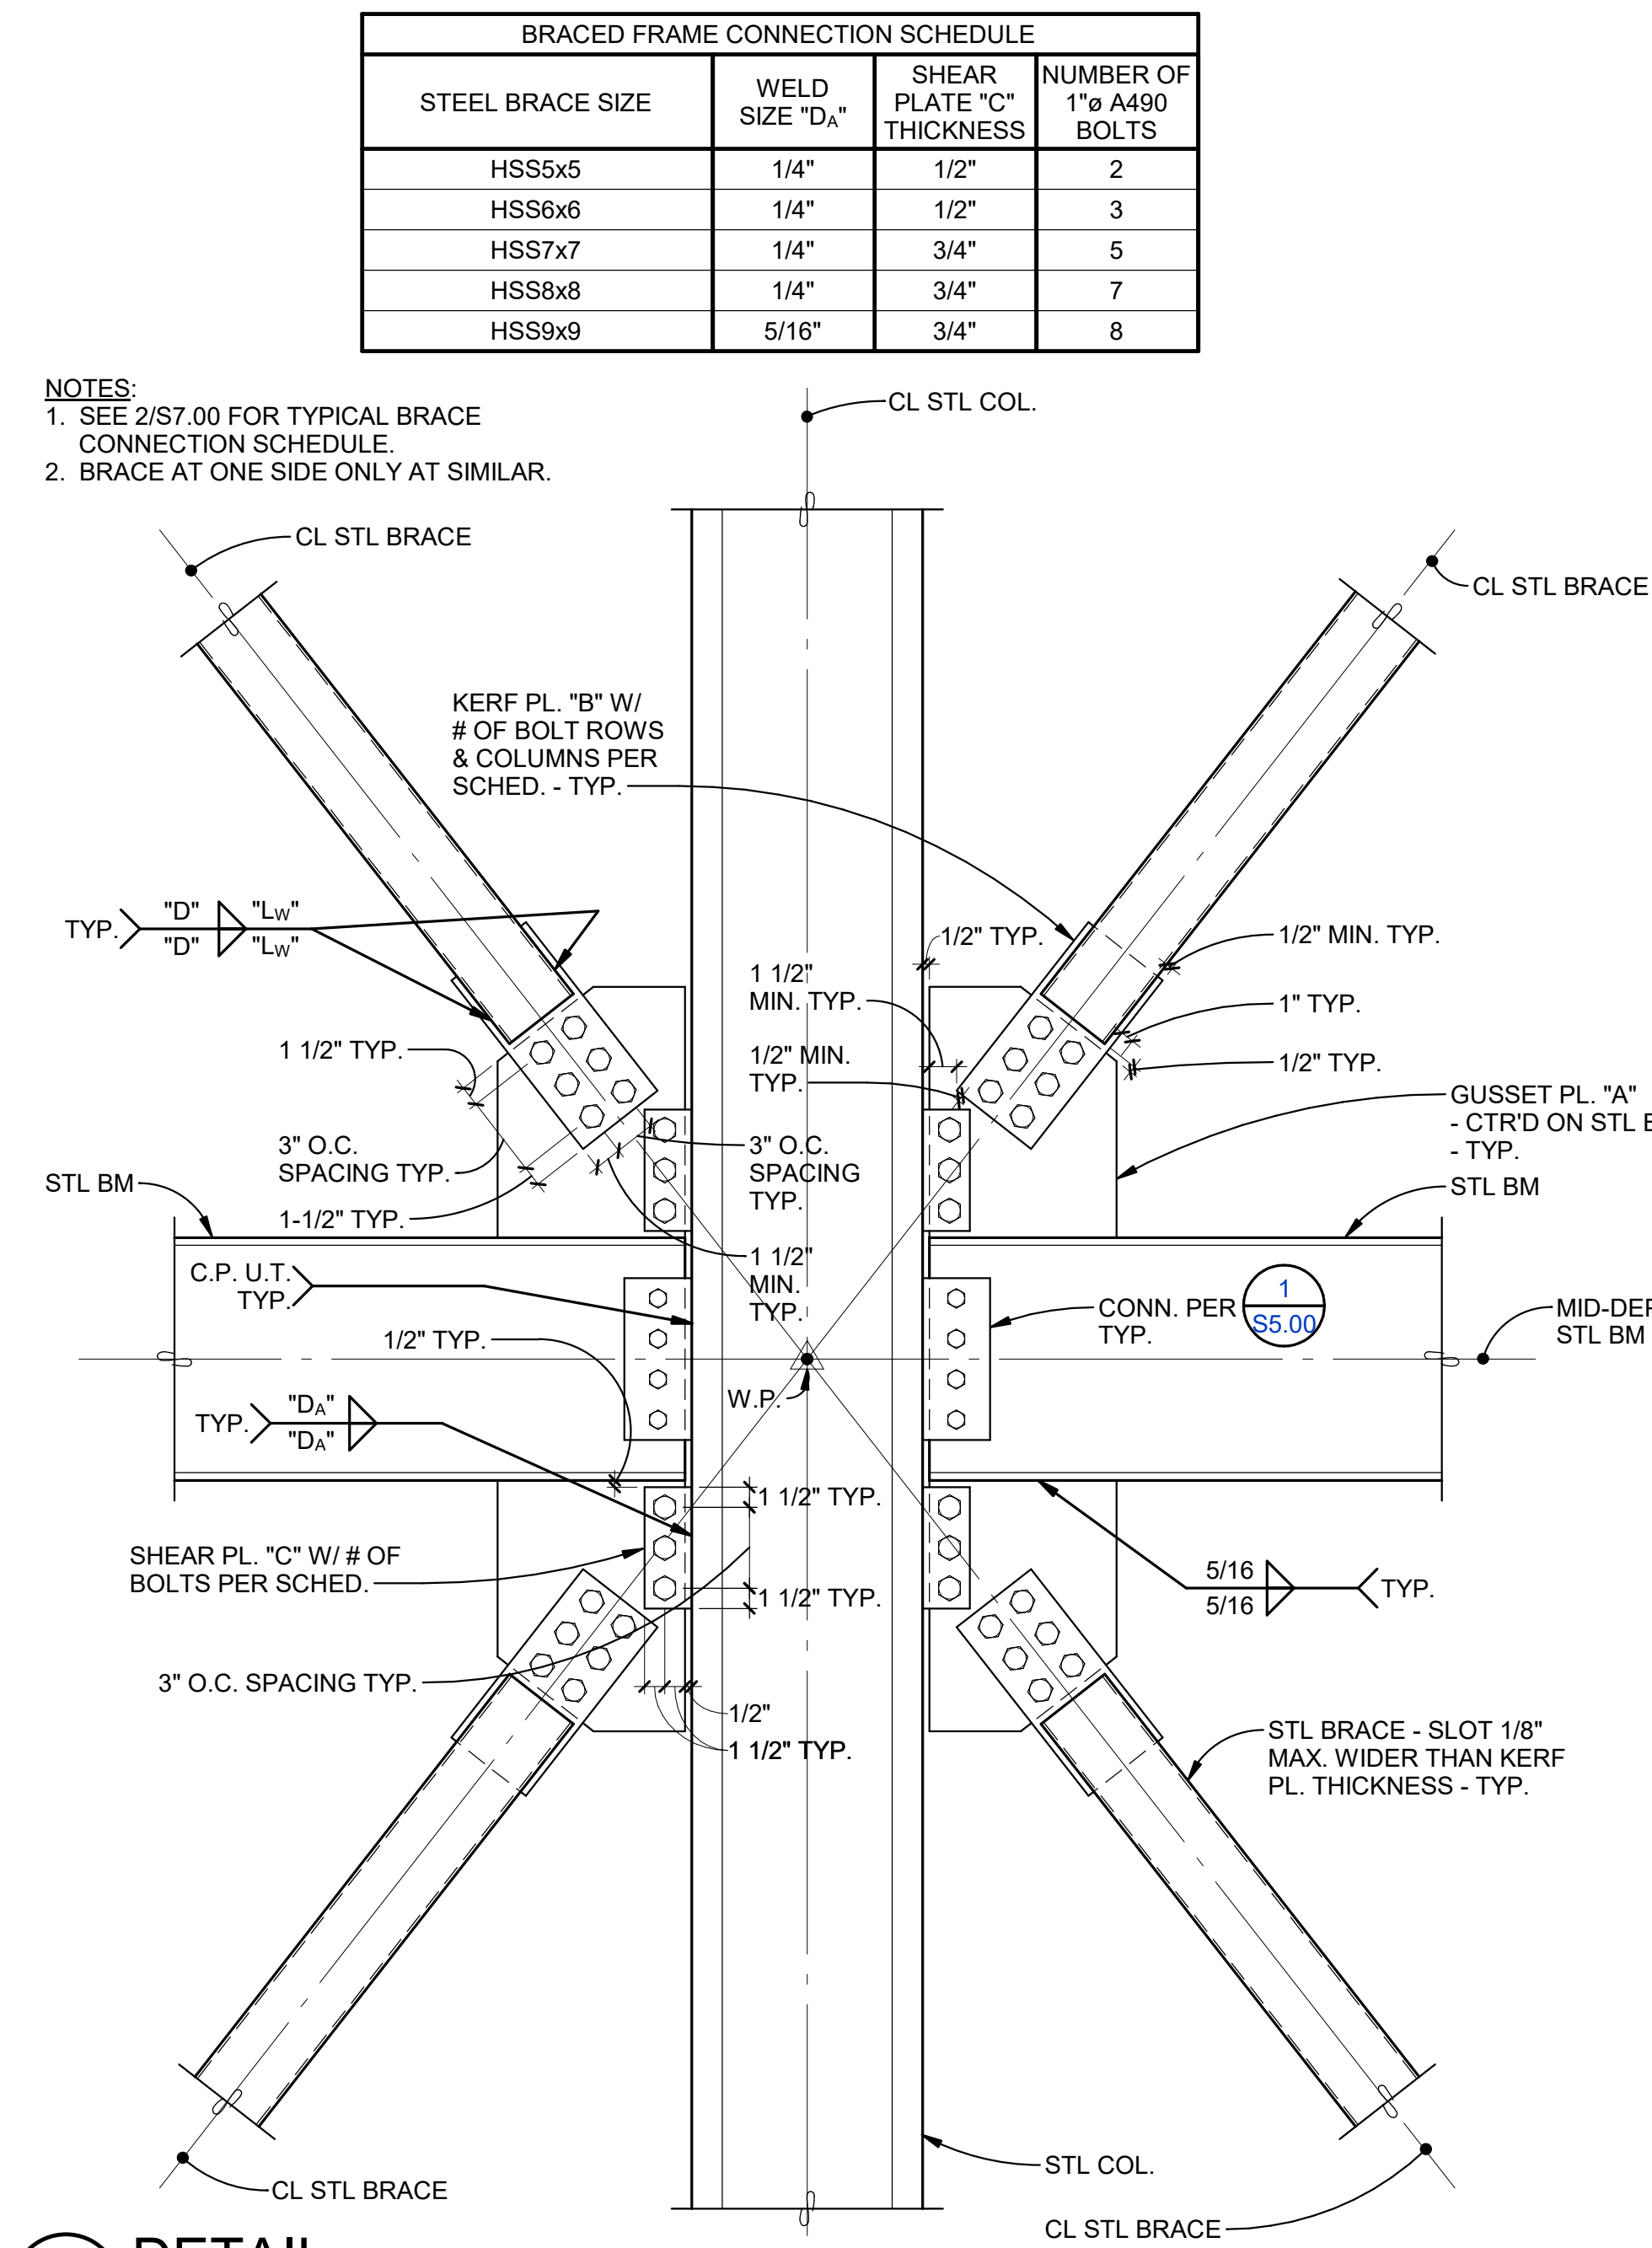 BRACED FRAME CONNECTION SCHEDULE
STEEL BRACE SIZE
WELD
SIZE "DA"
SHEAR
PLATE "C"
THICKNESS
NUMBER OF
1"ø A490
BOLTS
HSS5x5 1/4" 1/2" 2
HSS6x6 1/4" 1/2" 3
HSS7x7 1/4" 3/4" 5
HSS8x8 1/4" 3/4" 7
HSS9x9 5/16" 3/4" 8
NOTES:
1. SEE 2/S7.00 FOR TYPICAL BRACE
CONNECTION SCHEDULE.
2. BRACE AT ONE SIDE ONLY AT SIMILAR.
CL STL COL.
CL STL BRACE
CL STL BRACE
KERF PL. "B" W/
# OF BOLT ROWS
& COLUMNS PER
SCHED. - TYP.
TYP.
"D" "LW"
"D" "LW"
1/2" TYP.
1/2" MIN. TYP.
1 1/2"
MIN. TYP.
1" TYP.
1 1/2" TYP.
1/2" MIN.
TYP.
1/2" TYP.
GUSSET PL. "A"
- CTR'D ON STL
- TYP.
3" O.C.
SPACING TYP.
3" O.C.
SPACING
TYP.
STL BM
STL BM
1-1/2" TYP.
1 1/2"
MIN.
TYP.
C.P. U.T.
TYP.
CONN. PER
TYP.
1
S5.00
STL BM
1/2" TYP.
W.P.
TYP.
"DA"
"DA"
1 1/2" TYP.
SHEAR PL. "C" W/ # OF
BOLTS PER SCHED.
1 1/2" TYP.
5/16
5/16
TYP.
3" O.C. SPACING TYP.
1/2"
1 1/2" TYP.
STL BRACE - SLOT 1/8"
MAX. WIDER THAN KERF
PL. THICKNESS - TYP.
STL COL.
CL STL BRACE
CL STL BRACE
DETAIL